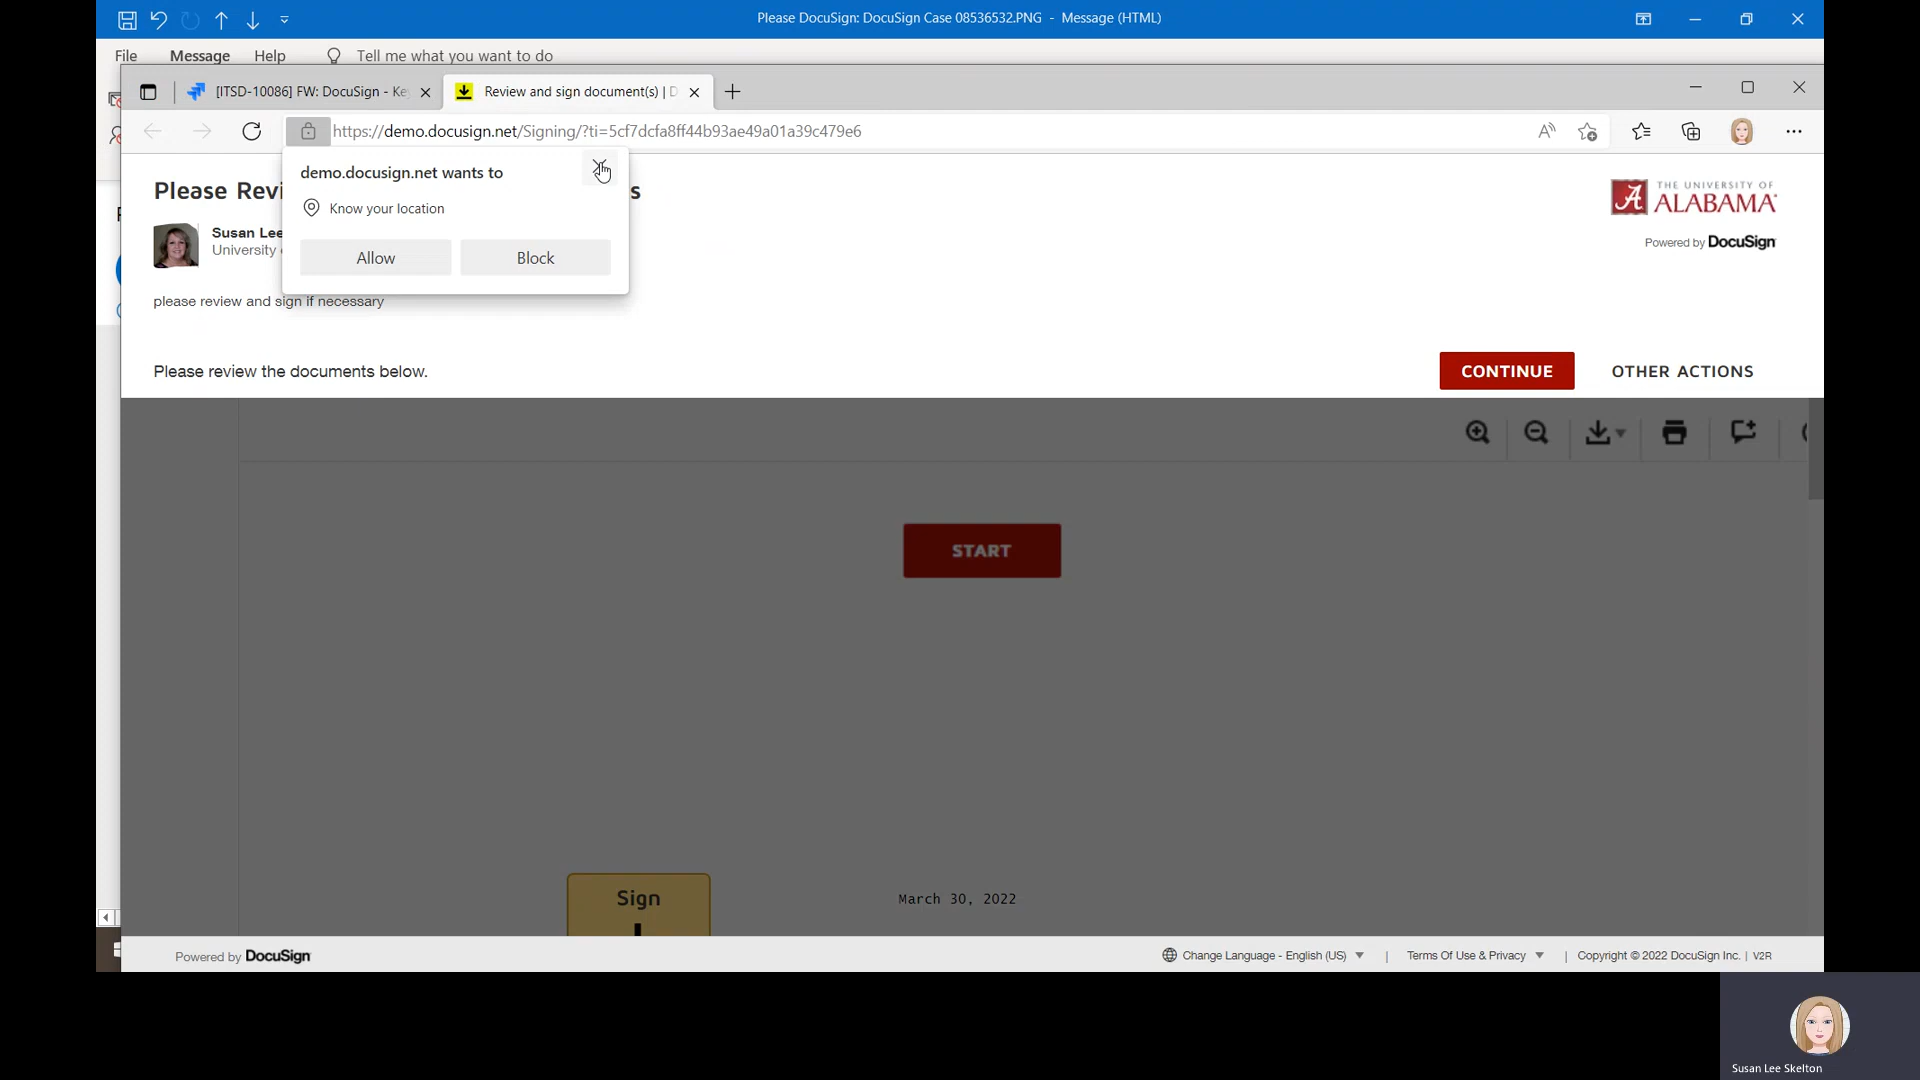 Please DocuSign: DocuSign Case 08536532.PNG - Message (HTML)
File Message Help Tell me what you want to do
[ITSD-10086] FW: DocuSign - Key
Review and sign document(s) | D
https://demo.docusign.net/Signing/?ti=5cf7dcfa8ff44b93ae49a01a39c479e6
demo.docusign.net wants to
Know your location
Allow Block
Please Revi s
Susan Lee
University
please review and sign if necessary
THE UNIVERSITY OF
ALABAMA
Powered by DocuSign
Please review the documents below.
CONTINUE OTHER ACTIONS
START
Sign
March 30, 2022
Powered by DocuSign
Change Language - English (US) | Terms Of Use & Privacy | Copyright © 2022 DocuSign Inc. | V2R
Susan Lee Skelton